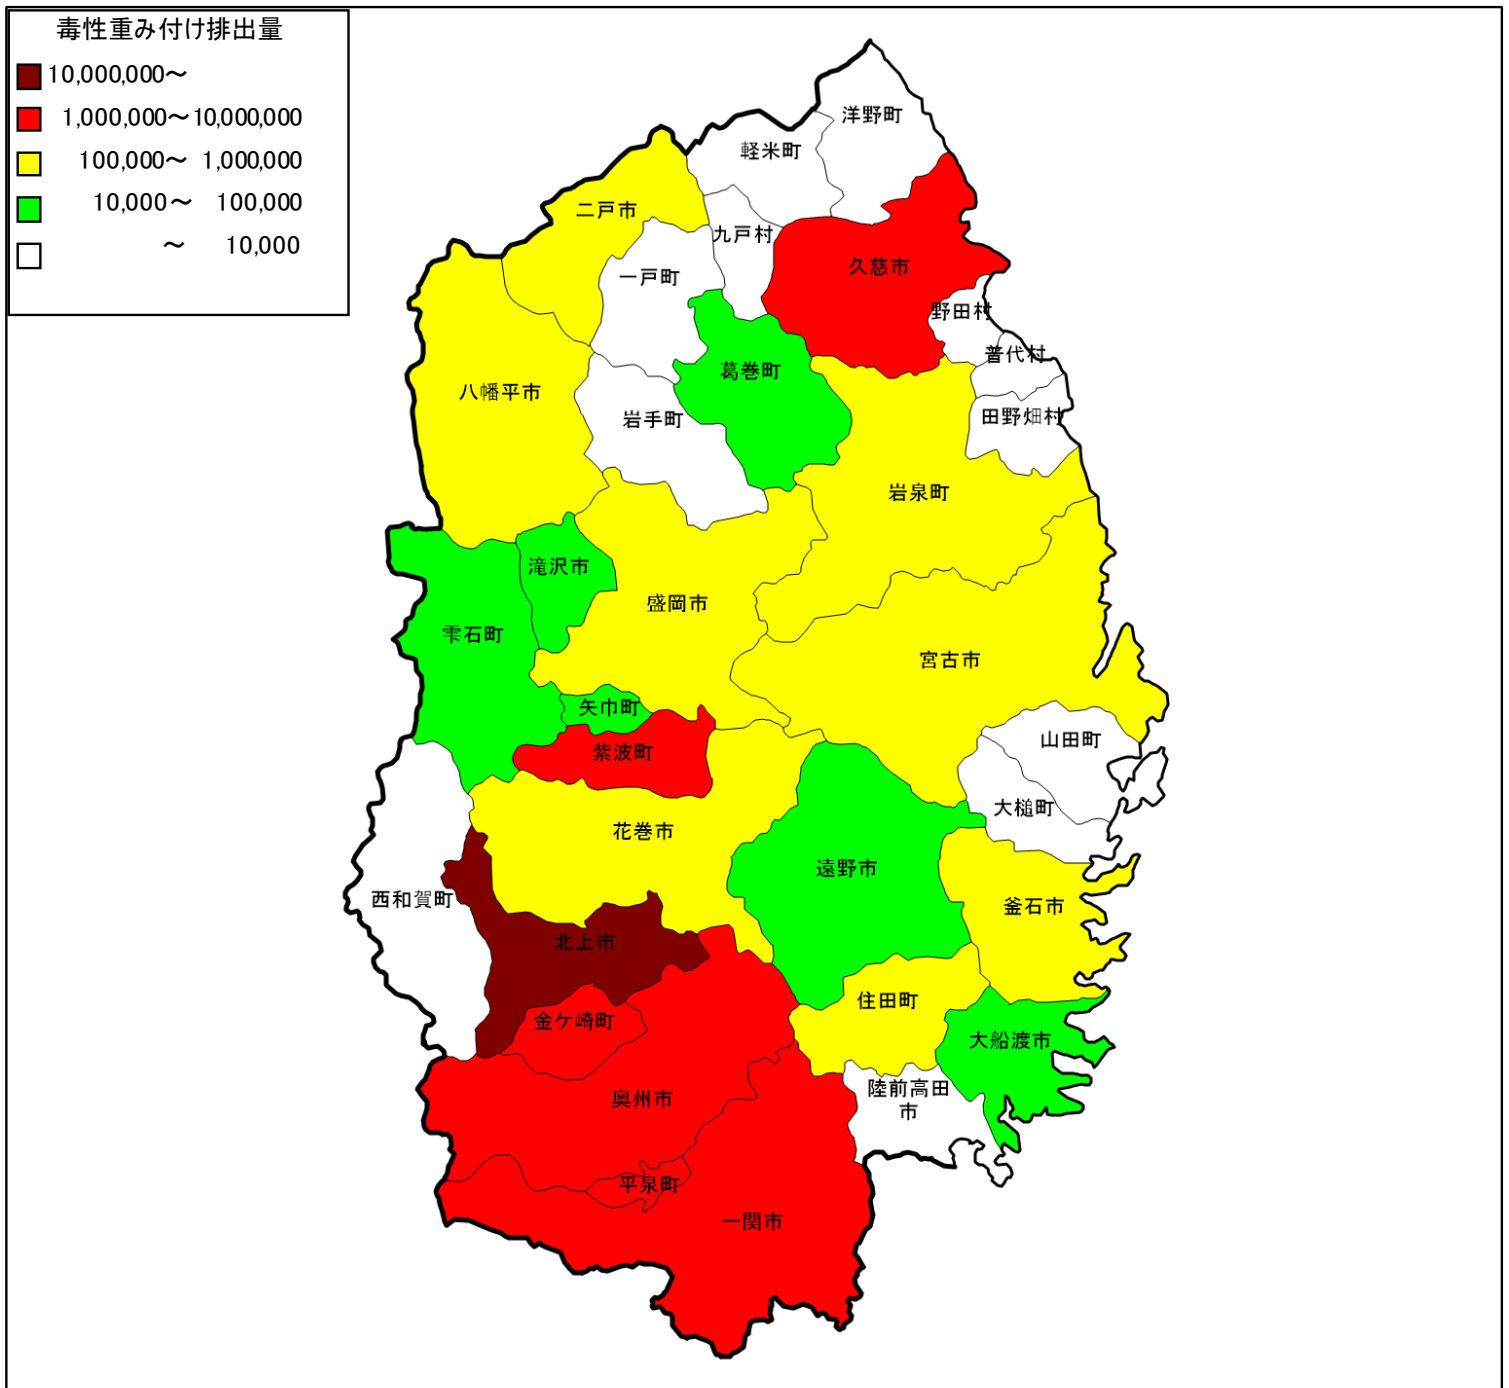 毒性重み付け排出量
10,000,000～
1,000,000～10,000,000
100,000～ 1,000,000
10,000～ 100,000
～ 10,000
洋野町
軽米町
二戸市
九戸村
久慈市
一戸町
野田村
普代村
葛巻町
八幡平市
田野畑村
岩手町
岩泉町
滝沢市
盛岡市
雫石町
宮古市
矢巾町
山田町
紫波町
大槌町
花巻市
遠野市
西和賀町
釜石市
北上市
住田町
金ケ崎町
大船渡市
陸前高田
市
奥州市
平泉町
一関市